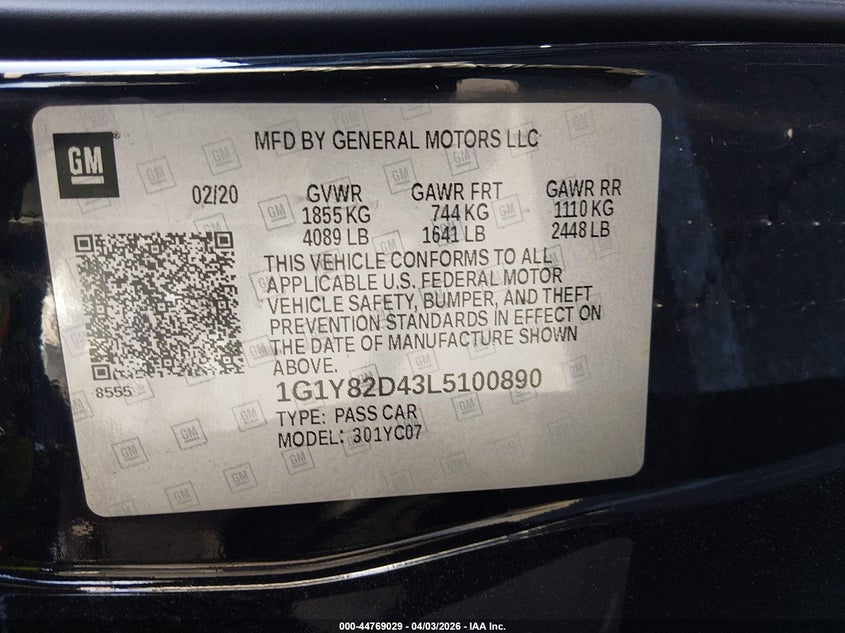 GM
MFD BY GENERAL MOTORS LLC
02/20
GVWR
1855 KG
4089 LB
GAWR FRT
744 KG
1641 LB
GAWR RR
1110 KG
2448 LB
THIS VEHICLE CONFORMS TO ALL
APPLICABLE U.S. FEDERAL MOTOR
VEHICLE SAFETY, BUMPER, AND THEFT
PREVENTION STANDARDS IN EFFECT ON
THE DATE OF MANUFACTURE SHOWN
ABOVE.
8555
1G1Y82D43L5100890
TYPE: PASS CAR
MODEL: 301YC07
000-44769029 - 04/03/2026 - IAA Inc.